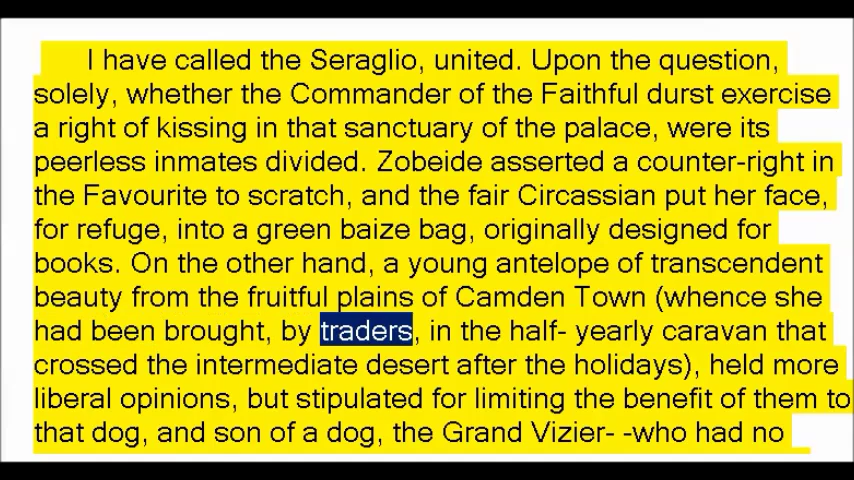 I have called the Seraglio, united. Upon the question,
solely, whether the Commander of the Faithful durst exercise
a right of kissing in that sanctuary of the palace, were its
peerless inmates divided. Zobeide asserted a counter-right in
the Favourite to scratch, and the fair Circassian put her face,
for refuge, into a green baize bag, originally designed for
books. On the other hand, a young antelope of transcendent
beauty from the fruitful plains of Camden Town (whence she
had been brought, by traders, in the half- yearly caravan that
crossed the intermediate desert after the holidays), held more
liberal opinions, but stipulated for limiting the benefit of them to
that dog, and son of a dog, the Grand Vizier- -who had no